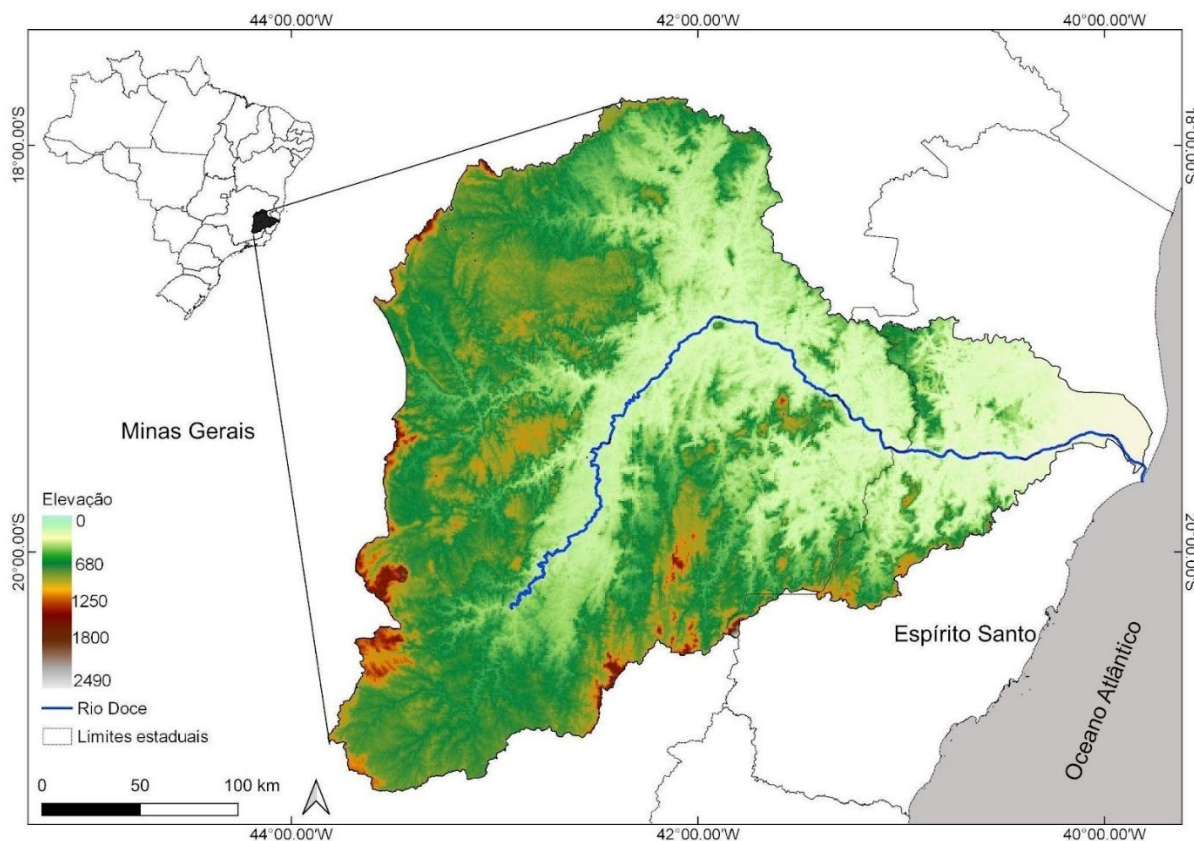 44°00.00'W
42°00.00'W
40°00.00'W
18°00.00'S
18°00.00'S
Minas Gerais
Elevação
0
680
1250
1800
2490
Rio Doce
Limites estaduais
0
50
100 km
20°00.00'S
20°00.00'S
Espírito Santo
Oceano Atlântico
44°00.00'W
42°00.00'W
40°00.00'W